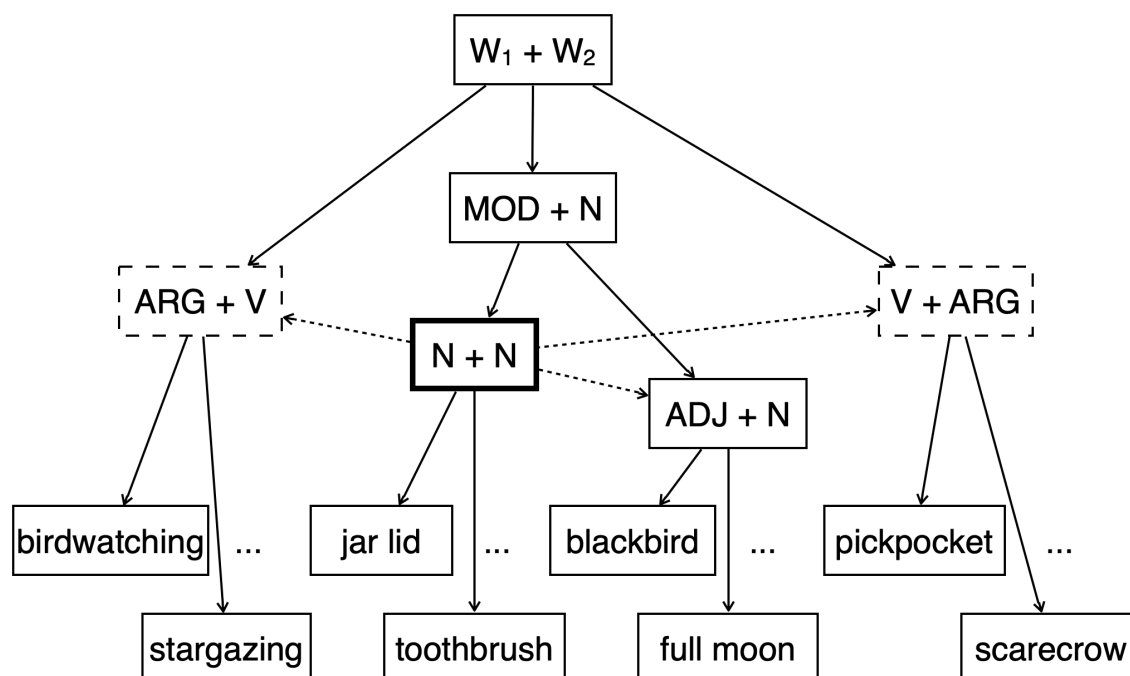 W₁ + W₂
MOD + N
ARG + V
V + ARG
N + N
ADJ + N
birdwatching
...
jar lid
...
blackbird
...
pickpocket
...
stargazing
toothbrush
full moon
scarecrow